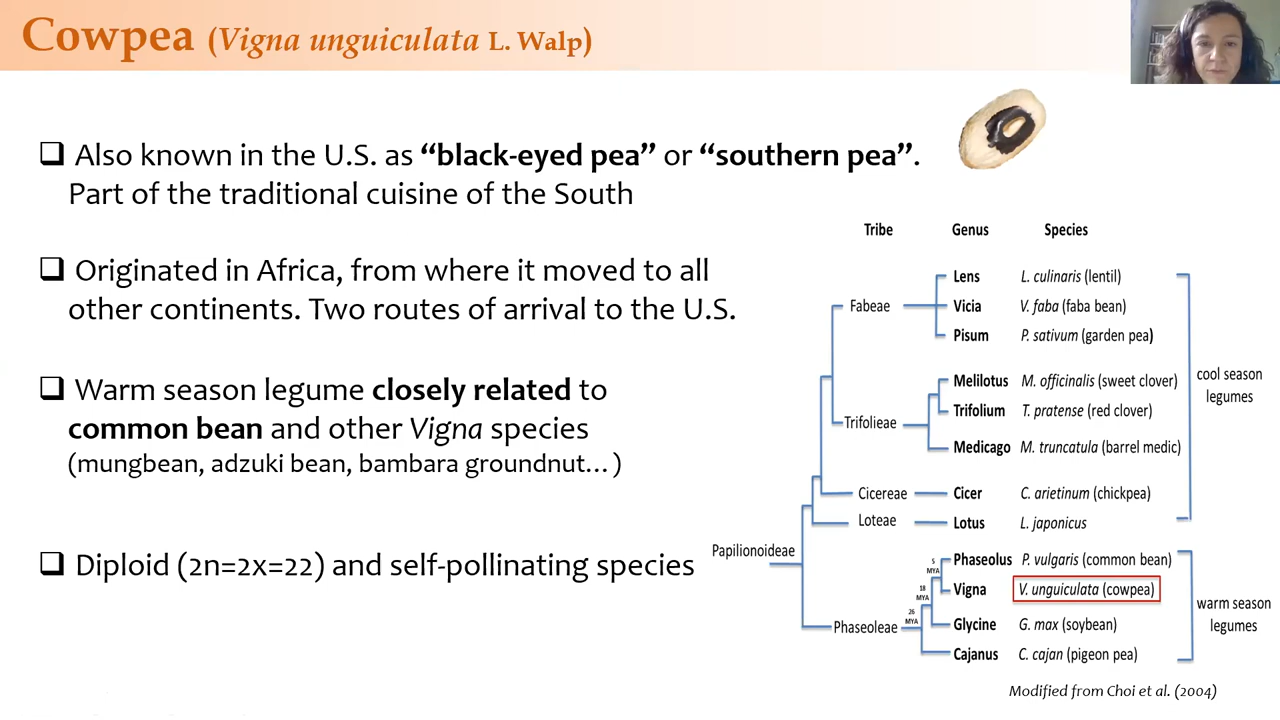 Cowpea (Vigna unguiculata L. Walp)
❑ Also known in the U.S. as “black-eyed pea” or “southern pea”.
Part of the traditional cuisine of the South
❑ Originated in Africa, from where it moved to all
other continents. Two routes of arrival to the U.S.
❑ Warm season legume closely related to
common bean and other Vigna species
(mungbean, adzuki bean, bambara groundnut…)
❑ Diploid (2n=2x=22) and self-pollinating species
Tribe Genus Species
Lens L. culinaris (lentil)
Fabeae Vicia V. faba (faba bean)
Pisum P. sativum (garden pea)
Melilotus M. officinalis (sweet clover)
Trifolium T. pratense (red clover)
Trifolieae
Medicago M. truncatula (barrel medic)
Cicereae Cicer C. arietinum (chickpea)
Loteae Lotus L. japonicus
cool season
legumes
Papilionoideae
Phaseolus P. vulgaris (common bean)
5
MYA
Vigna V. unguiculata (cowpea)
18
MYA
26
MYA
Phaseoleae Glycine G. max (soybean)
Cajanus C. cajan (pigeon pea)
warm season
legumes
Modified from Choi et al. (2004)